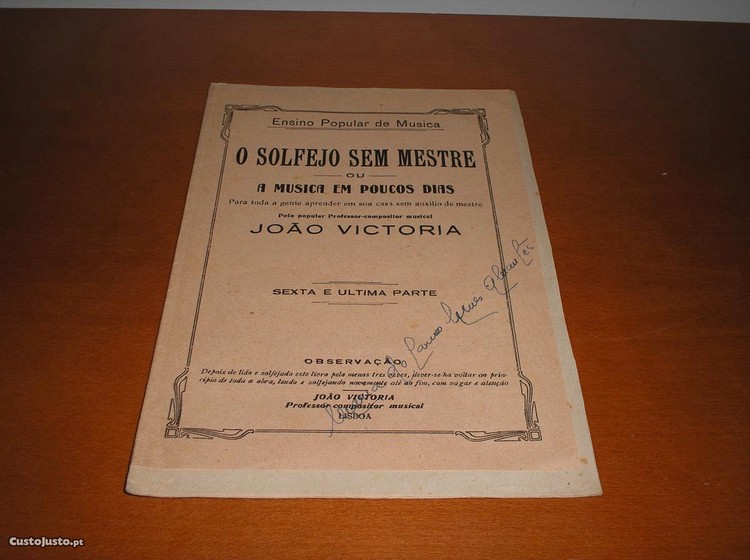 Ensino Popular de Musica
O SOLFEJO SEM MESTRE
OU
A MUSICA EM POUCOS DIAS
Para toda a gente aprender em sua casa sem auxilio de mestre
Pelo popular Professor-compositor musical
JOÃO VICTORIA
SEXTA E ULTIMA PARTE
OBSERVAÇÃO
Depois de lido e solfejado este livro pelo menos tres vezes, dever-se-ha voltar ao prin-
cipio de toda a obra, lendo e solfejando novamente até ao fim, com vagar e atenção
JOÃO VICTORIA
Professor compositor musical
LISBOA
Maria do Carmo
CustoJusto.pt